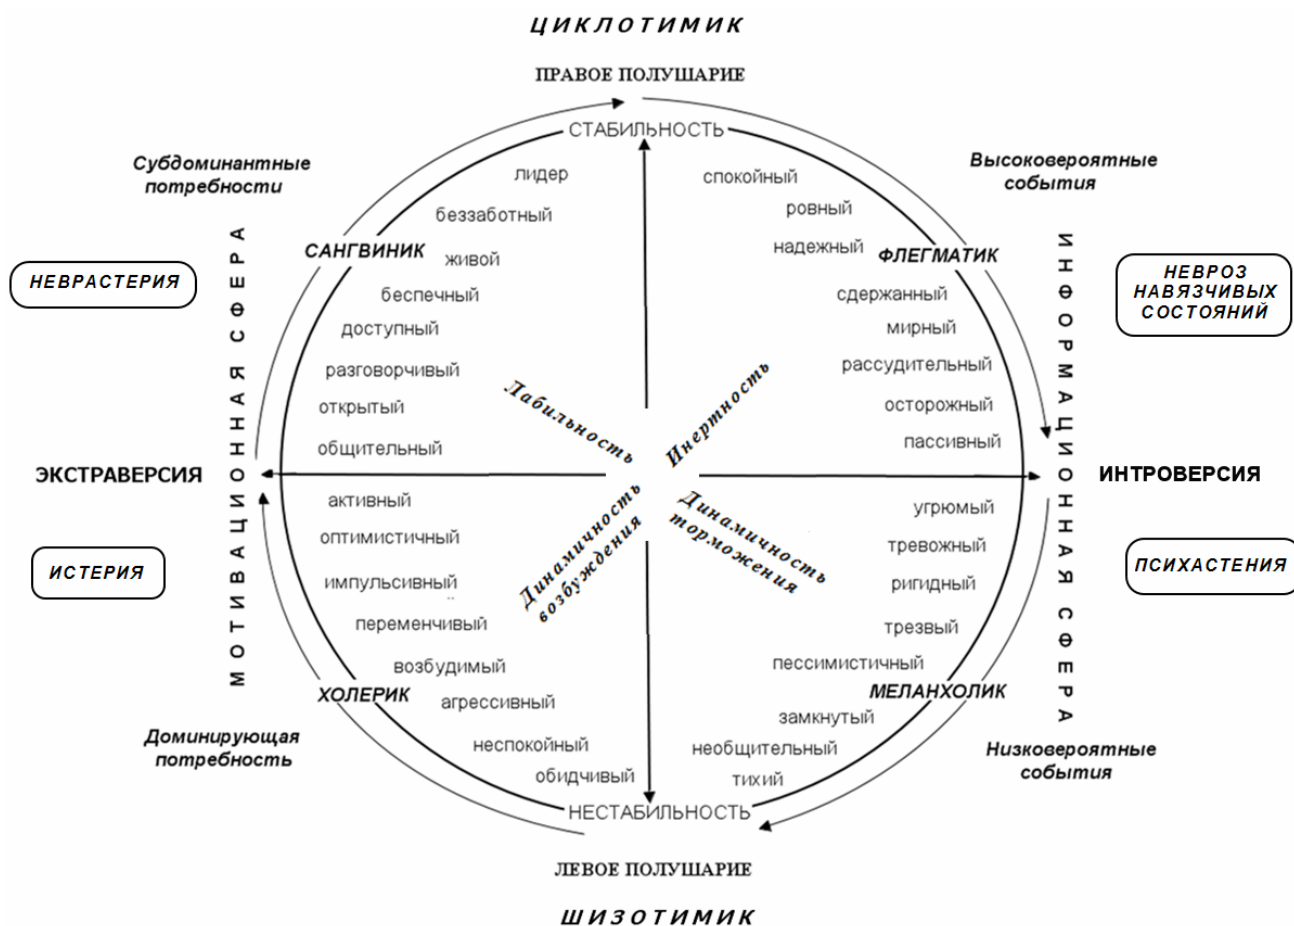 ЦИКЛОТИМИК
ПРАВОЕ ПОЛУШАРИЕ
СТАБИЛЬНОСТЬ
Субдоминантные
потребности
Высоковероятные
события
лидер
беззаботный
САНГВИНИК
живой
беспечный
доступный
разговорчивый
открытый
общительный
спокойный
ровный
надежный
ФЛЕГМАТИК
сдержанный
мирный
рассудительный
осторожный
пассивный
НЕВРАСТЕРИЯ
НЕВРОЗ
НАВЯЗЧИВЫХ
СОСТОЯНИЙ
МОТИВАЦИОННАЯ СФЕРА
ИНФОРМАЦИОННАЯ СФЕРА
Лабильность
Инертность
ЭКСТРАВЕРСИЯ
ИНТРОВЕРСИЯ
Динамичность
возбуждения
Динамичность
торможения
активный
оптимистичный
импульсивный
переменчивый
возбудимый
ХОЛЕРИК
агрессивный
неспокойный
обидчивый
угрюмый
тревожный
ригидный
трезвый
пессимистичный
МЕЛАНХОЛИК
замкнутый
необщительный
тихий
ИСТЕРИЯ
ПСИХАСТЕНИЯ
Доминирующая
потребность
Низковероятные
события
НЕСТАБИЛЬНОСТЬ
ЛЕВОЕ ПОЛУШАРИЕ
ШИЗОТИМИК